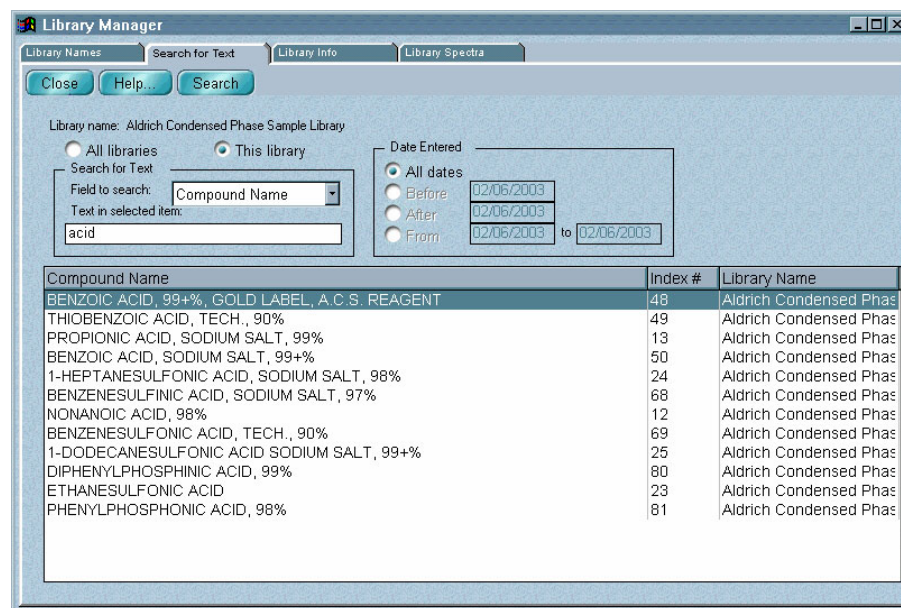 Library Manager
Library Names Search for Text Library Info Library Spectra
Close Help... Search
Library name: Aldrich Condensed Phase Sample Library
All libraries This library
Search for Text
Field to search: Compound Name
Text in selected item:
acid
Date Entered
All dates
Before 02/06/2003
After 02/06/2003
From 02/06/2003 to 02/06/2003
Compound Name Index # Library Name
BENZOIC ACID, 99+%, GOLD LABEL, A.C.S. REAGENT 48 Aldrich Condensed Phas
THIOBENZOIC ACID, TECH., 90% 49 Aldrich Condensed Phas
PROPIONIC ACID, SODIUM SALT, 99% 13 Aldrich Condensed Phas
BENZOIC ACID, SODIUM SALT, 99+% 50 Aldrich Condensed Phas
1-HEPTANESULFONIC ACID, SODIUM SALT, 98% 24 Aldrich Condensed Phas
BENZENESULFINIC ACID, SODIUM SALT, 97% 68 Aldrich Condensed Phas
NONANOIC ACID, 98% 12 Aldrich Condensed Phas
BENZENESULFONIC ACID, TECH., 90% 69 Aldrich Condensed Phas
1-DODECANESULFONIC ACID SODIUM SALT, 99+% 25 Aldrich Condensed Phas
DIPHENYLPHOSPHINIC ACID, 99% 80 Aldrich Condensed Phas
ETHANESULFONIC ACID 23 Aldrich Condensed Phas
PHENYLPHOSPHONIC ACID, 98% 81 Aldrich Condensed Phas